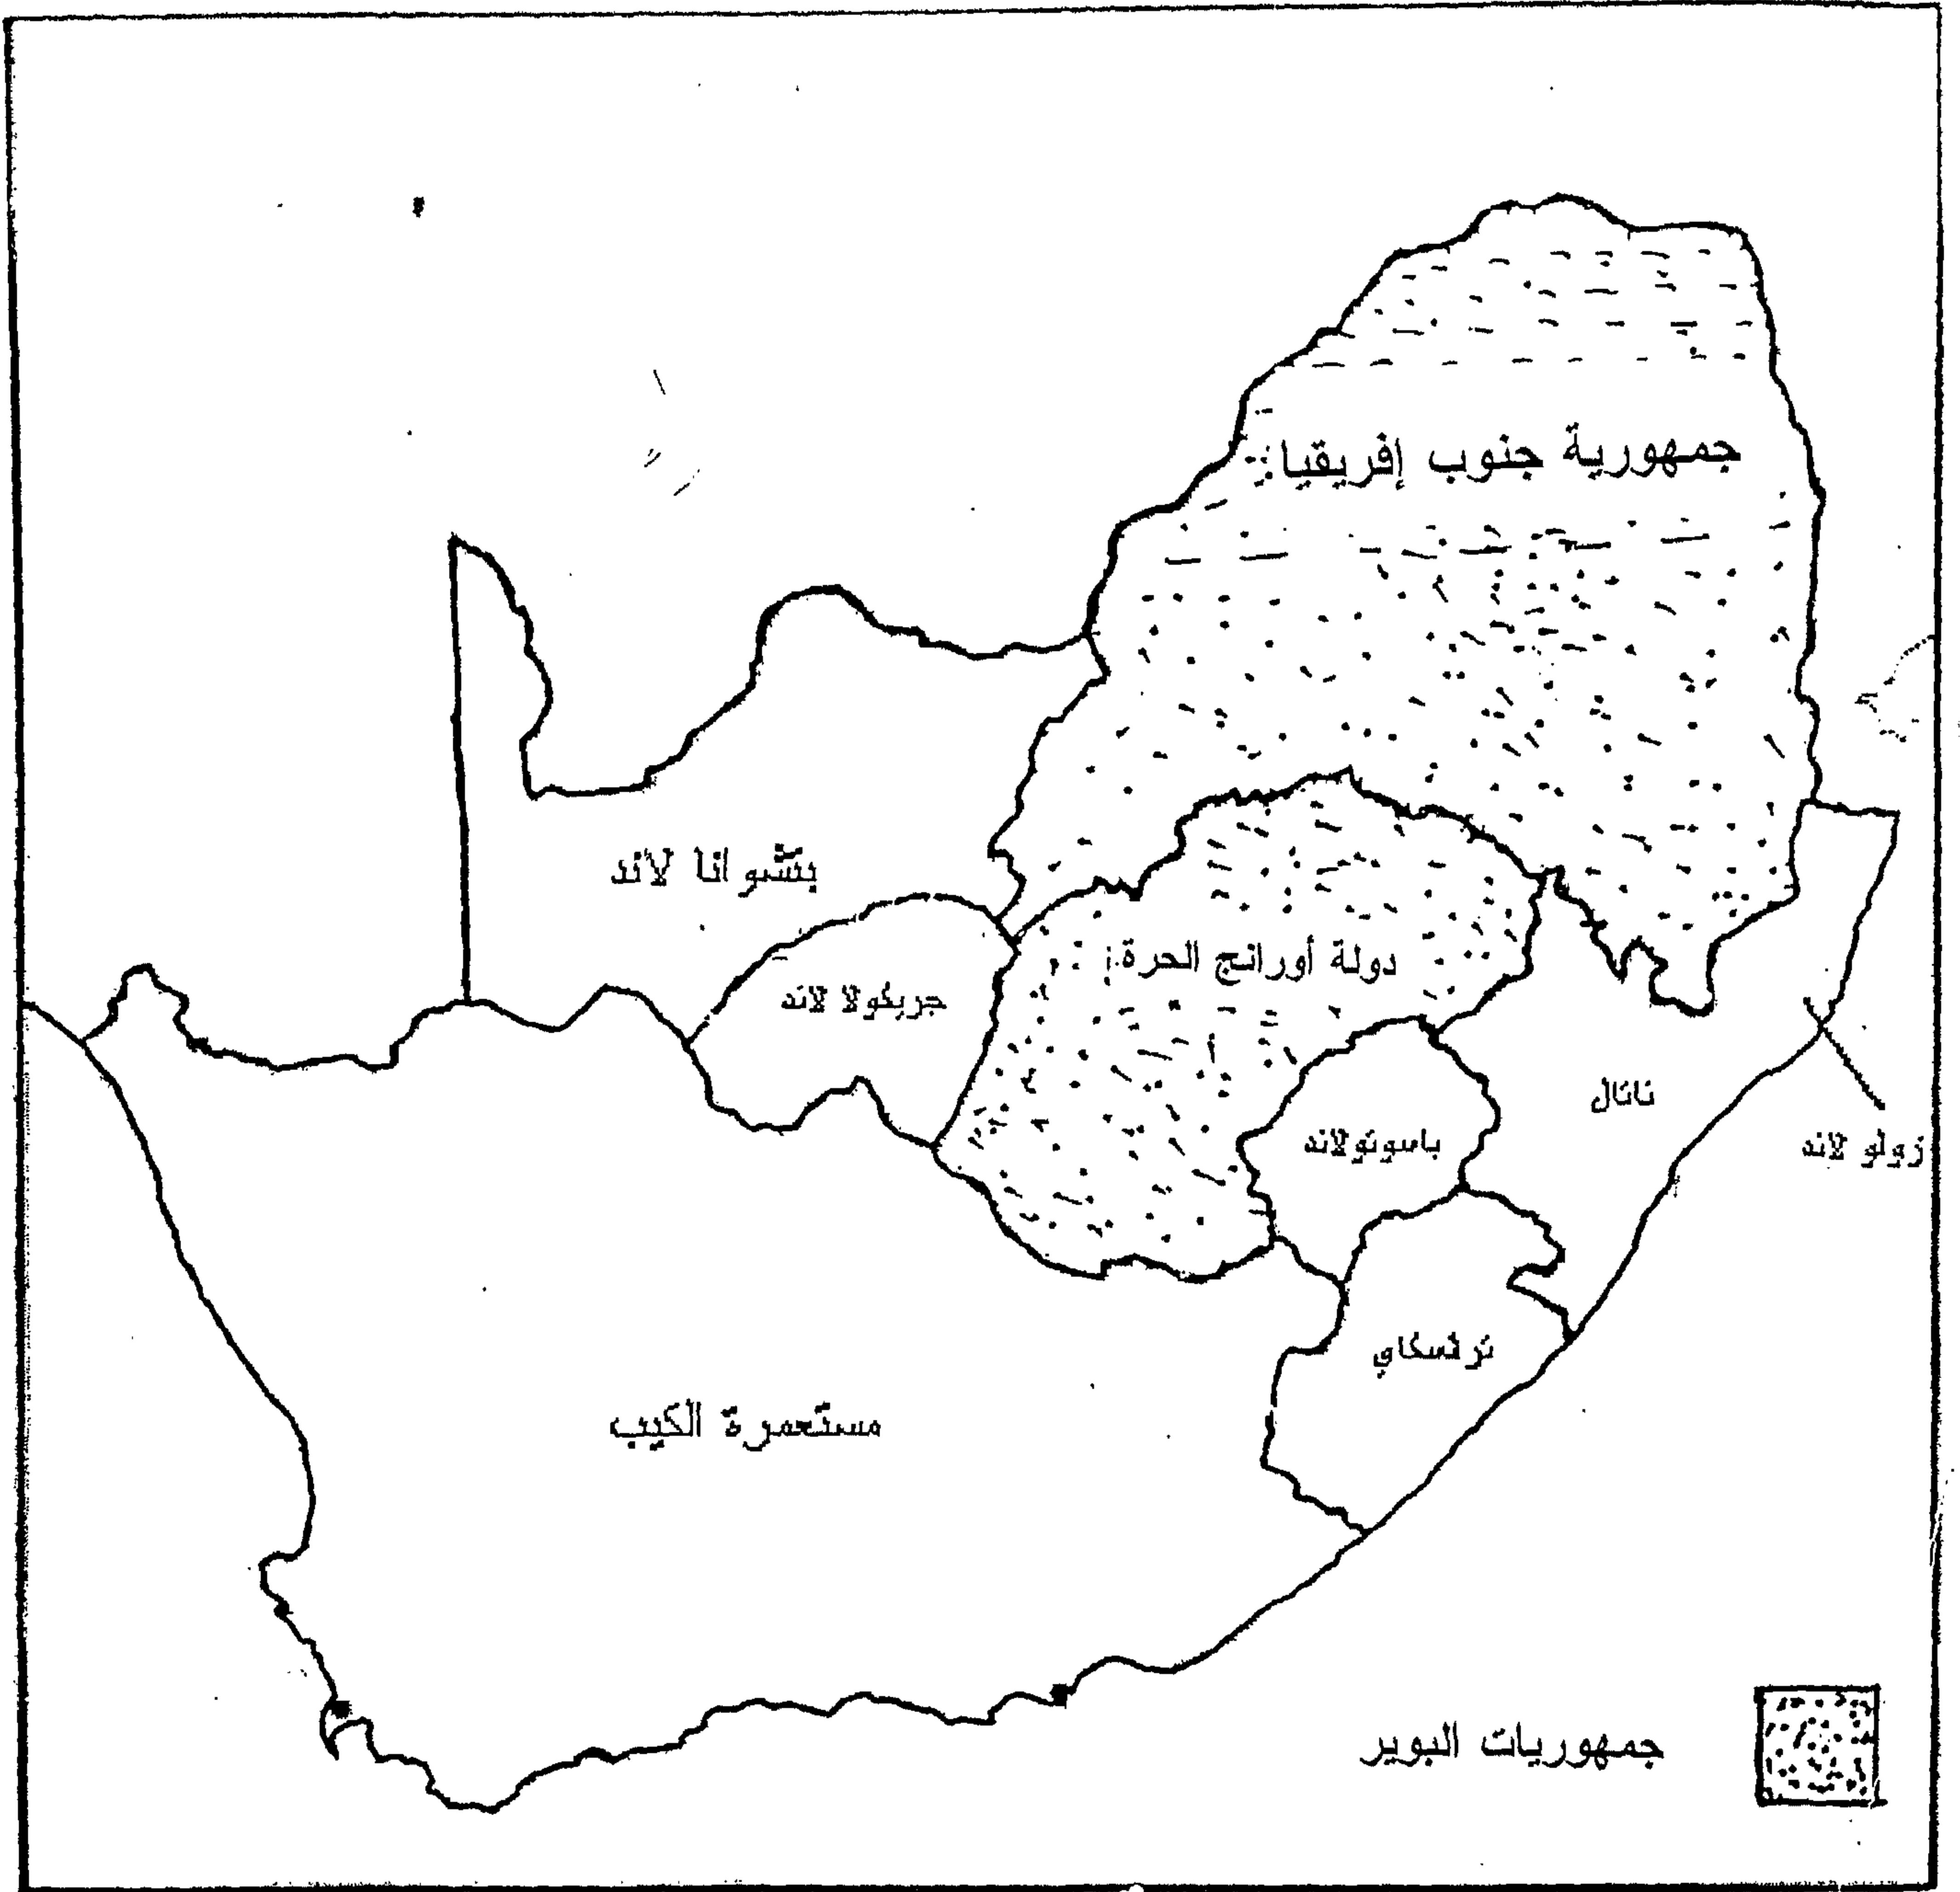 جمهورية جنوب إفريقيا
بتشوانا لاند
دولة أورانج الحرة
جريكولا لاند
ناتال
باسوتولاند
زولو لاند
ترنسكاي
مستعمرة الكيب
جمهوريات البوير